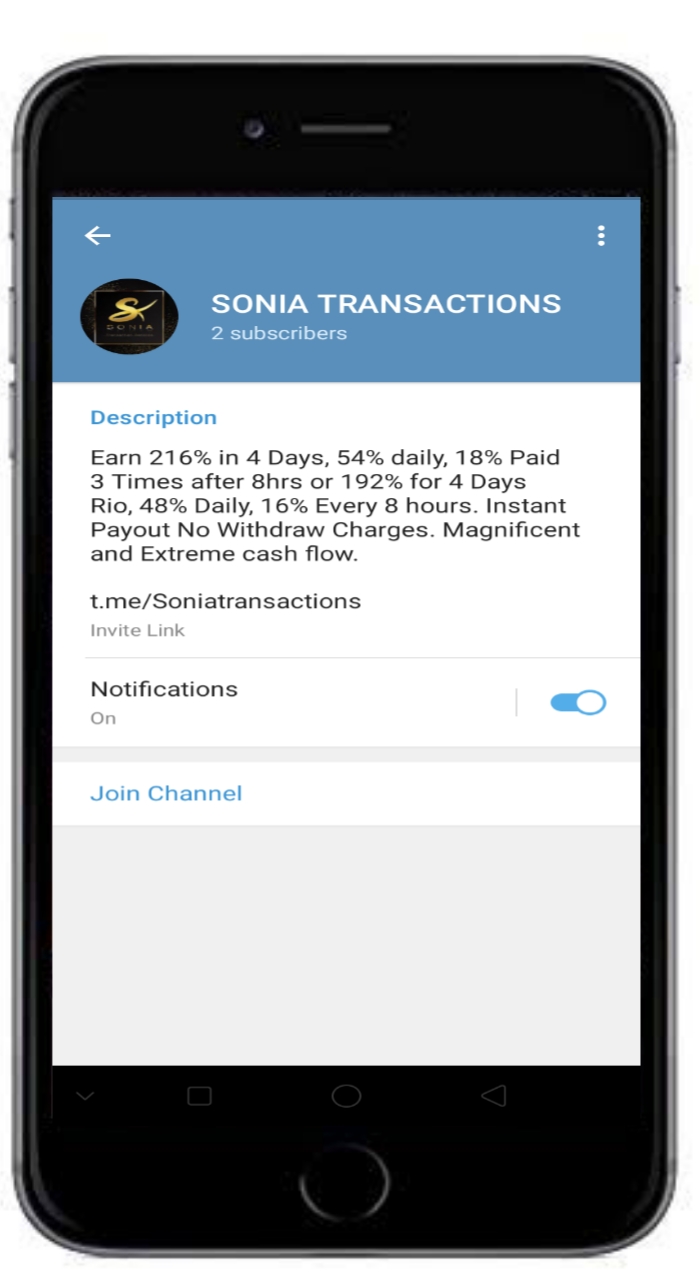 SONIA TRANSACTIONS
2 subscribers
SONIA
Description
Earn 216% in 4 Days, 54% daily, 18% Paid
3 Times after 8hrs or 192% for 4 Days
Rio, 48% Daily, 16% Every 8 hours. Instant
Payout No Withdraw Charges. Magnificent
and Extreme cash flow.
t.me/Soniatransactions
Invite Link
Notifications
On
Join Channel